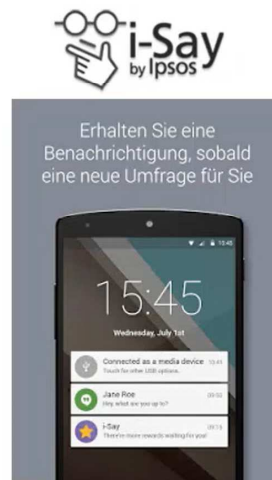 i-Say
by Ipsos
Erhalten Sie eine
Benachrichtigung, sobald
eine neue Umfrage für Sie
15:45
15:45
Wednesday, July 1st
Connected as a media device 15:45
Touch for other USB options.
Jane Roe
Hey, what are you up to?
i-Say
There're more rewards waiting for you!